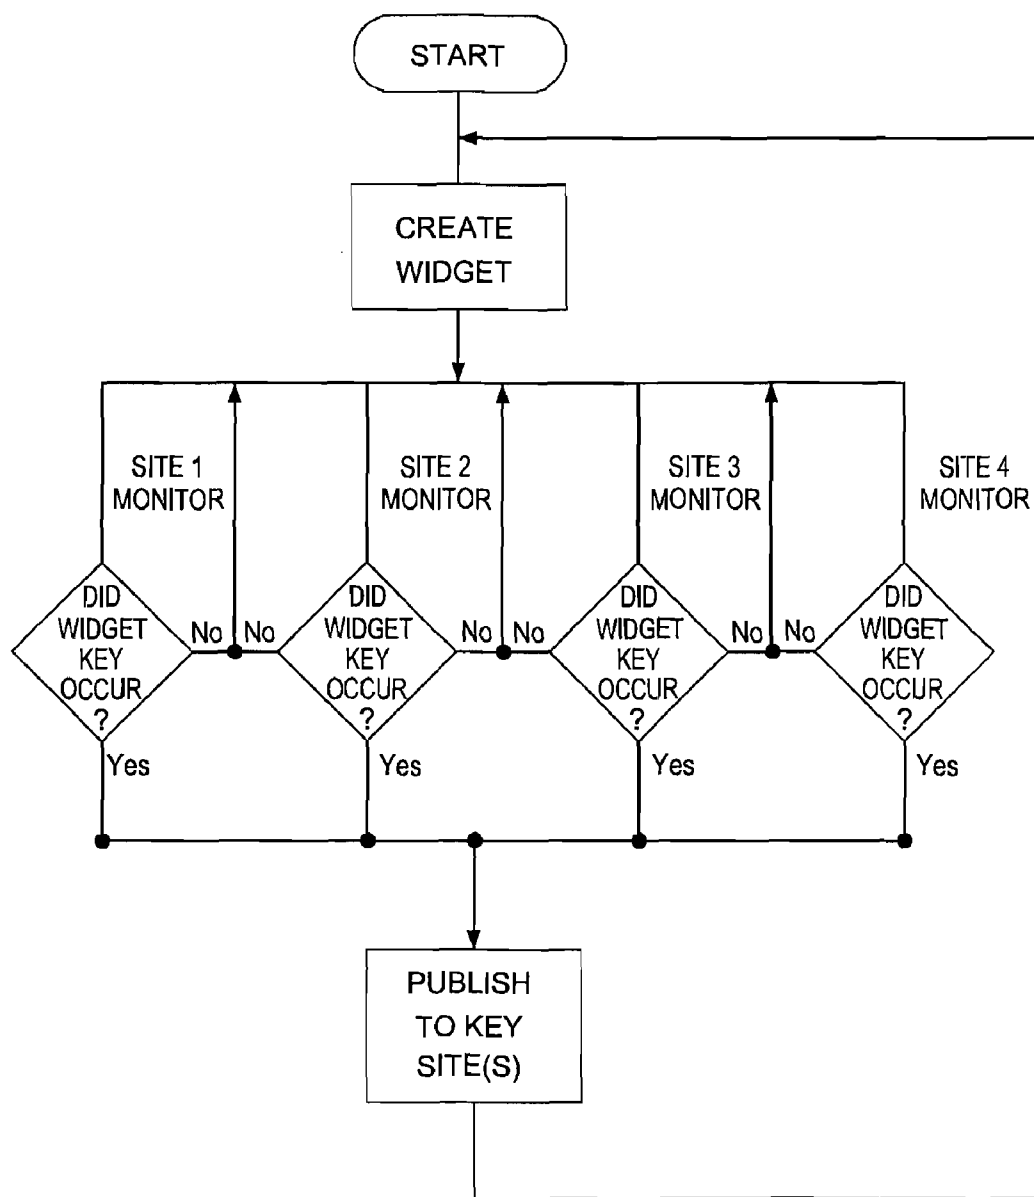 START
CREATE
WIDGET
SITE 1
MONITOR
SITE 2
MONITOR
SITE 3
MONITOR
SITE 4
MONITOR
DID
WIDGET
KEY
OCCUR
?
No
No
DID
WIDGET
KEY
OCCUR
?
No
No
DID
WIDGET
KEY
OCCUR
?
No
No
DID
WIDGET
KEY
OCCUR
?
Yes
Yes
Yes
Yes
PUBLISH
TO KEY
SITE(S)